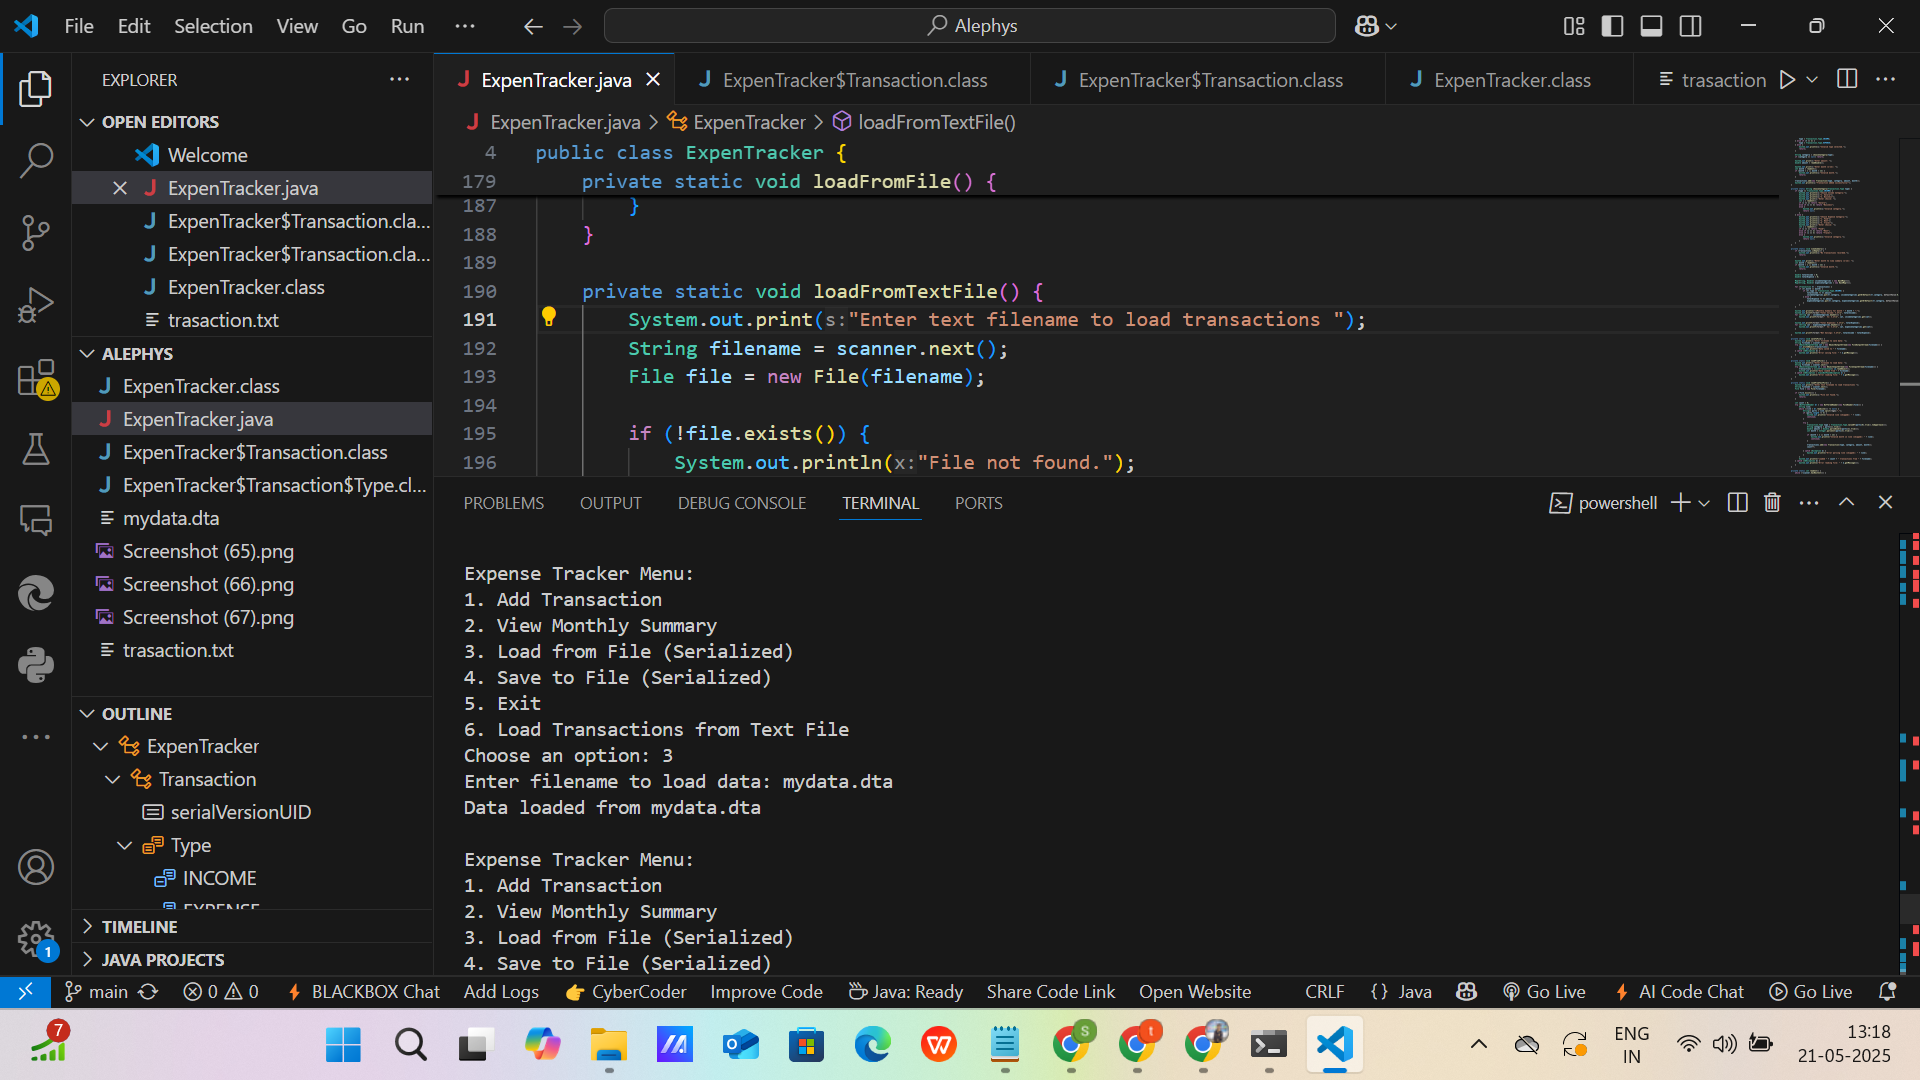 File Edit Selection View Go Run ···
Alephys
EXPLORER
OPEN EDITORS
Welcome
ExpenTracker.java
ExpenTracker$Transaction.cla...
ExpenTracker$Transaction.cla...
ExpenTracker.class
trasaction.txt
ALEPHYS
ExpenTracker.class
ExpenTracker.java
ExpenTracker$Transaction.class
ExpenTracker$Transaction$Type.cl...
mydata.dta
Screenshot (65).png
Screenshot (66).png
Screenshot (67).png
trasaction.txt
OUTLINE
ExpenTracker
Transaction
serialVersionUID
Type
INCOME
EXPENSE
TIMELINE
JAVA PROJECTS
ExpenTracker.java ExpenTracker$Transaction.class ExpenTracker$Transaction.class ExpenTracker.class trasaction
ExpenTracker.java > ExpenTracker > loadFromTextFile()
4 public class ExpenTracker {
179 private static void loadFromFile() {
187 }
188 }
189
190 private static void loadFromTextFile() {
191 System.out.print(s:"Enter text filename to load transactions ");
192 String filename = scanner.next();
193 File file = new File(filename);
194
195 if (!file.exists()) {
196 System.out.println(x:"File not found.");
PROBLEMS OUTPUT DEBUG CONSOLE TERMINAL PORTS
powershell
Expense Tracker Menu:
1. Add Transaction
2. View Monthly Summary
3. Load from File (Serialized)
4. Save to File (Serialized)
5. Exit
6. Load Transactions from Text File
Choose an option: 3
Enter filename to load data: mydata.dta
Data loaded from mydata.dta
Expense Tracker Menu:
1. Add Transaction
2. View Monthly Summary
3. Load from File (Serialized)
4. Save to File (Serialized)
1
main 0 0 BLACKBOX Chat Add Logs CyberCoder Improve Code Java: Ready Share Code Link Open Website CRLF {} Java Go Live AI Code Chat Go Live
7
S
t
ENG
IN
13:18
21-05-2025